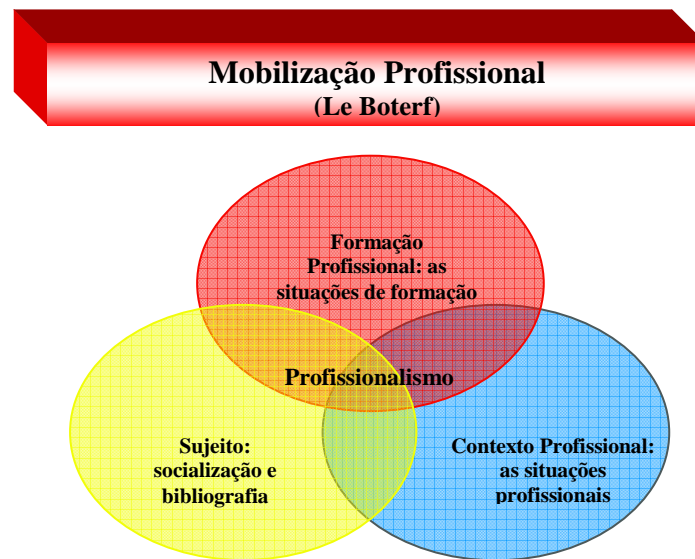 Mobilização Profissional
(Le Boterf)
Formação
Profissional: as
situações de formação
Profissionalismo
Sujeito:
socialização e
bibliografia
Contexto Profissional:
as situações
profissionais